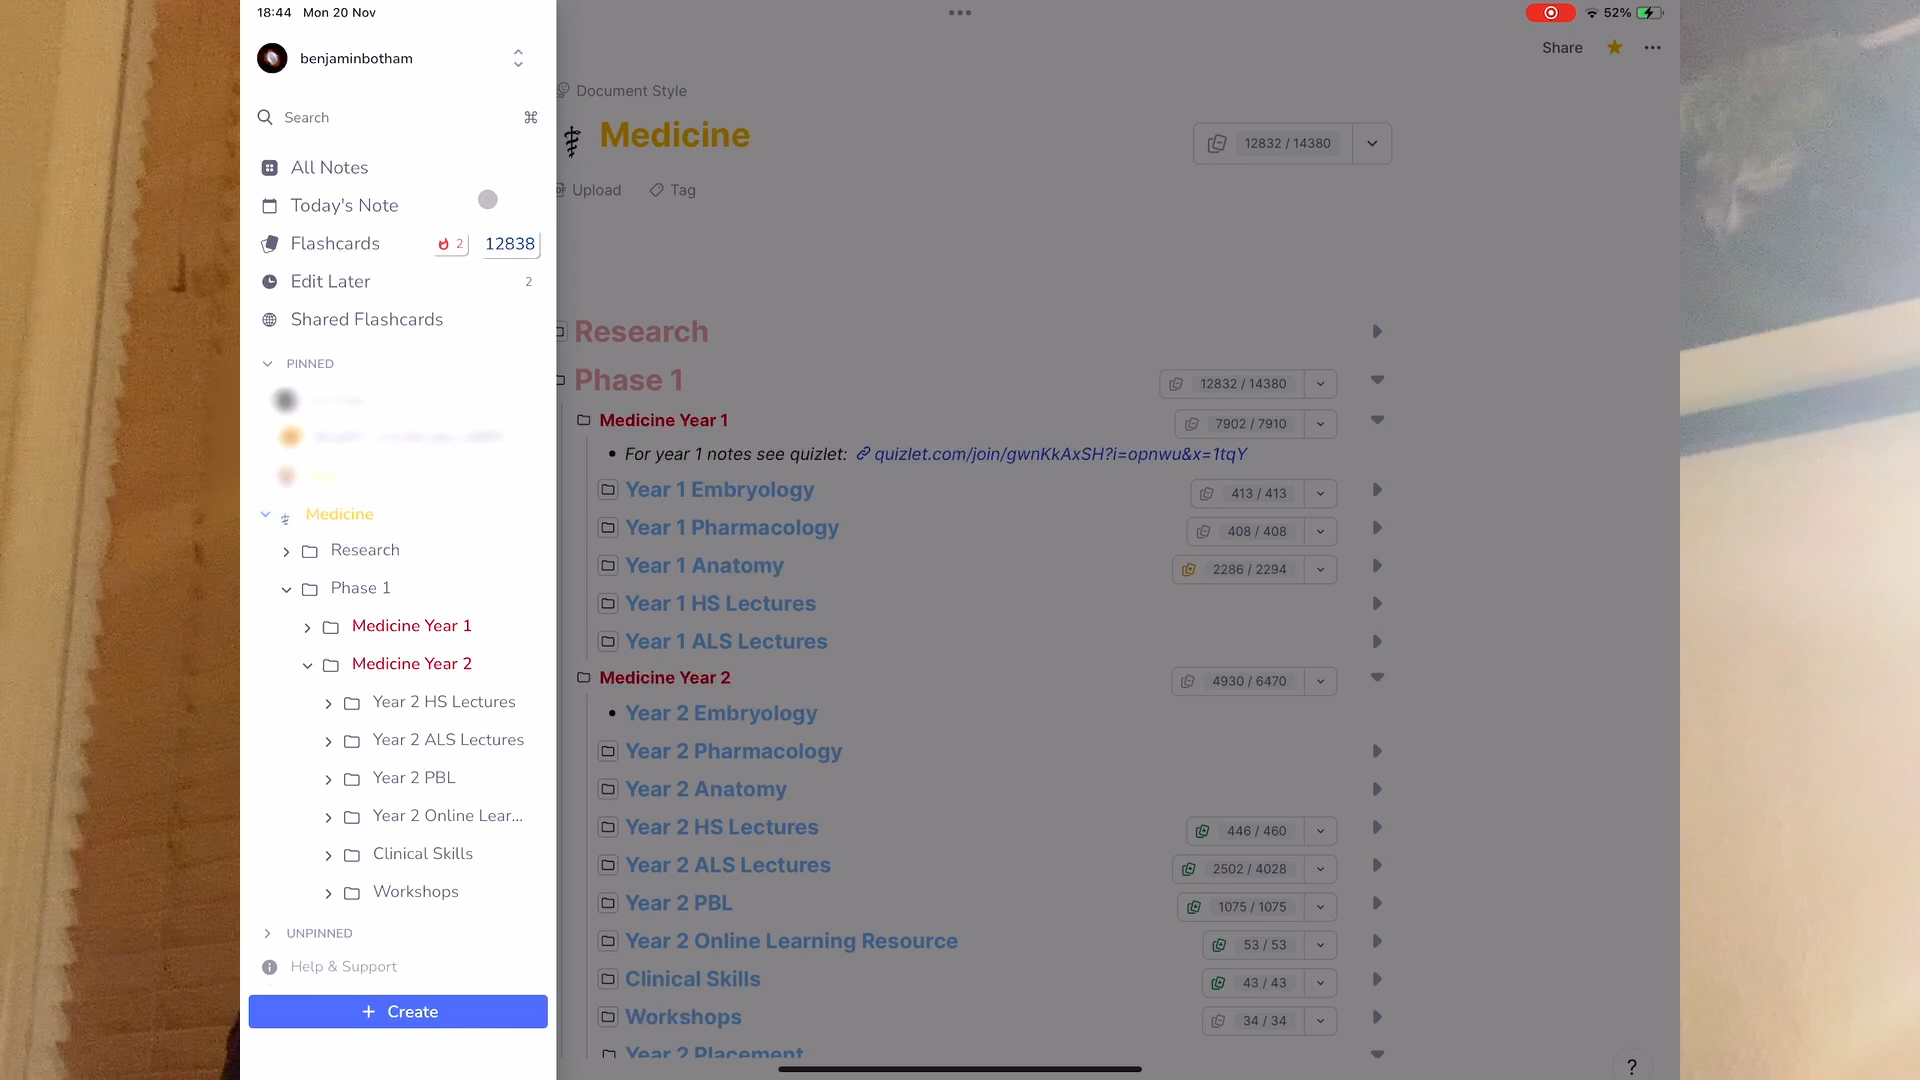 18:44 Mon 20 Nov
52%
benjaminbotham
Search
All Notes
Today's Note
Flashcards 2 12838
Edit Later 2
Shared Flashcards
PINNED
Medicine
Research
Phase 1
Medicine Year 1
Medicine Year 2
Year 2 HS Lectures
Year 2 ALS Lectures
Year 2 PBL
Year 2 Online Lear...
Clinical Skills
Workshops
UNPINNED
Help & Support
+ Create
Share
Document Style
Medicine 12832 / 14380
Upload Tag
Research
Phase 1 12832 / 14380
Medicine Year 1 7902 / 7910
• For year 1 notes see quizlet: quizlet.com/join/gwnKkAxSH?i=opnwu&x=1tqY
Year 1 Embryology 413 / 413
Year 1 Pharmacology 408 / 408
Year 1 Anatomy 2286 / 2294
Year 1 HS Lectures
Year 1 ALS Lectures
Medicine Year 2 4930 / 6470
• Year 2 Embryology
Year 2 Pharmacology
Year 2 Anatomy
Year 2 HS Lectures 446 / 460
Year 2 ALS Lectures 2502 / 4028
Year 2 PBL 1075 / 1075
Year 2 Online Learning Resource 53 / 53
Clinical Skills 43 / 43
Workshops 34 / 34
Year 2 Placement
?